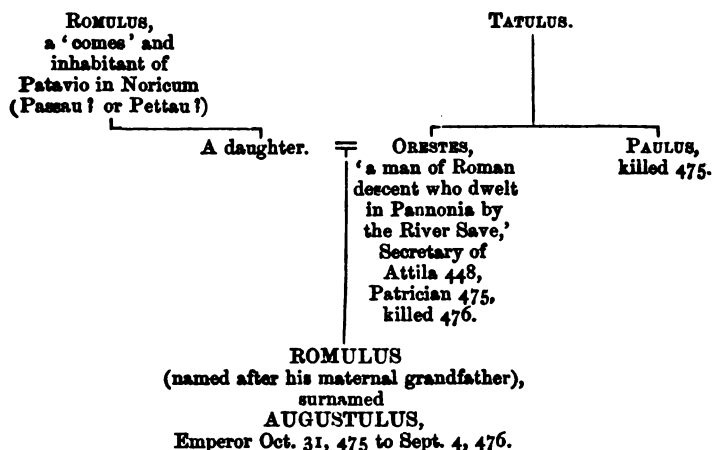 ROMULUS,
a ‘comes’ and
inhabitant of
Patavio in Noricum
(Passau? or Pettau?)
TATULUS.
A daughter.
=
ORESTES,
‘a man of Roman
descent who dwelt
in Pannonia by
the River Save,’
Secretary of
Attila 448,
Patrician 475,
killed 476.
PAULUS,
killed 475.
ROMULUS
(named after his maternal grandfather),
surnamed
AUGUSTULUS,
Emperor Oct. 31, 475 to Sept. 4, 476.